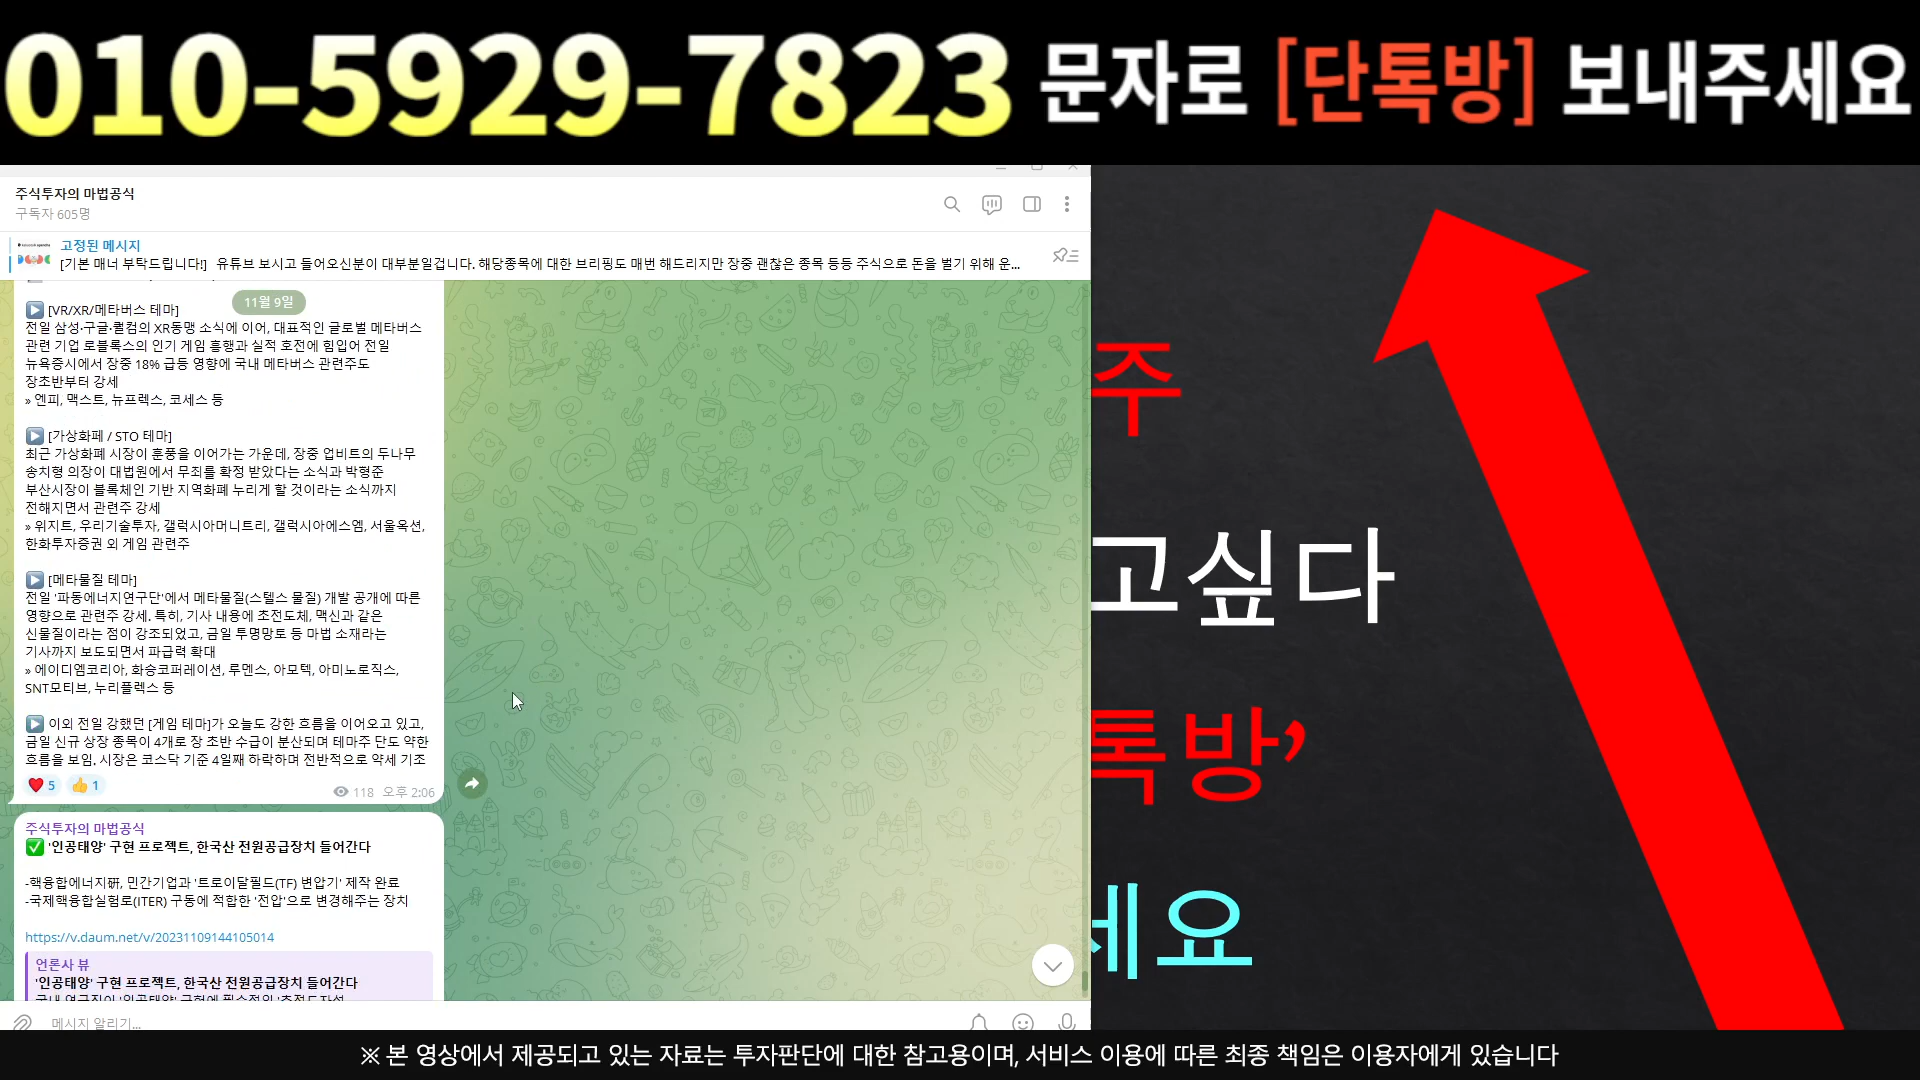 010-5929-7823 문자로 [단톡방] 보내주세요
주식투자의 마법공식
구독자 605명
고정된 메시지
[기본 매너 부탁드립니다!] 유튜브 보시고 들어오신분이 대부분일겁니다. 해당종목에 대한 브리핑도 매번 해드리지만 장중 괜찮은 종목 등등 주식으로 돈을 벌기 위해 운...
11월 9일
[VR/XR/메타버스 테마]
전일 삼성·구글·퀄컴의 XR동맹 소식에 이어, 대표적인 글로벌 메타버스
관련 기업 로블록스의 인기 게임 흥행과 실적 호전에 힘입어 전일
뉴욕증시에서 장중 18% 급등 영향에 국내 메타버스 관련주도
장초반부터 강세
» 엔피, 맥스트, 뉴프렉스, 코세스 등
[가상화폐 / STO 테마]
최근 가상화폐 시장이 훈풍을 이어가는 가운데, 장중 업비트의 두나무
송치형 의장이 대법원에서 무죄를 확정 받았다는 소식과 박형준
부산시장이 블록체인 기반 지역화폐 누리게 할 것이라는 소식까지
전해지면서 관련주 강세
» 위지트, 우리기술투자, 갤럭시아머니트리, 갤럭시아에스엠, 서울옥션,
한화투자증권 외 게임 관련주
[메타물질 테마]
전일 '파동에너지연구단'에서 메타물질(스텔스 물질) 개발 공개에 따른
영향으로 관련주 강세. 특히, 기사 내용에 초전도체, 맥신과 같은
신물질이라는 점이 강조되었고, 금일 투명망토 등 마법 소재라는
기사까지 보도되면서 파급력 확대
» 에이디엠코리아, 화승코퍼레이션, 루멘스, 아모텍, 아미노로직스,
SNT모티브, 누리플렉스 등
이외 전일 강했던 [게임 테마]가 오늘도 강한 흐름을 이어오고 있고,
금일 신규 상장 종목이 4개로 장 초반 수급이 분산되며 테마주 단도 약한
흐름을 보임. 시장은 코스닥 기준 4일째 하락하며 전반적으로 약세 기조
5 1 118 오후 2:06
주식투자의 마법공식
'인공태양' 구현 프로젝트, 한국산 전원공급장치 들어간다
-핵융합에너지硏, 민간기업과 '트로이달필드(TF) 변압기' 제작 완료
-국제핵융합실험로(ITER) 구동에 적합한 '전압'으로 변경해주는 장치
https://v.daum.net/v/20231109144105014
언론사 뷰
'인공태양' 구현 프로젝트, 한국산 전원공급장치 들어간다
메시지 알리기...
주
고싶다
톡방’
세요
※ 본 영상에서 제공되고 있는 자료는 투자판단에 대한 참고용이며, 서비스 이용에 따른 최종 책임은 이용자에게 있습니다